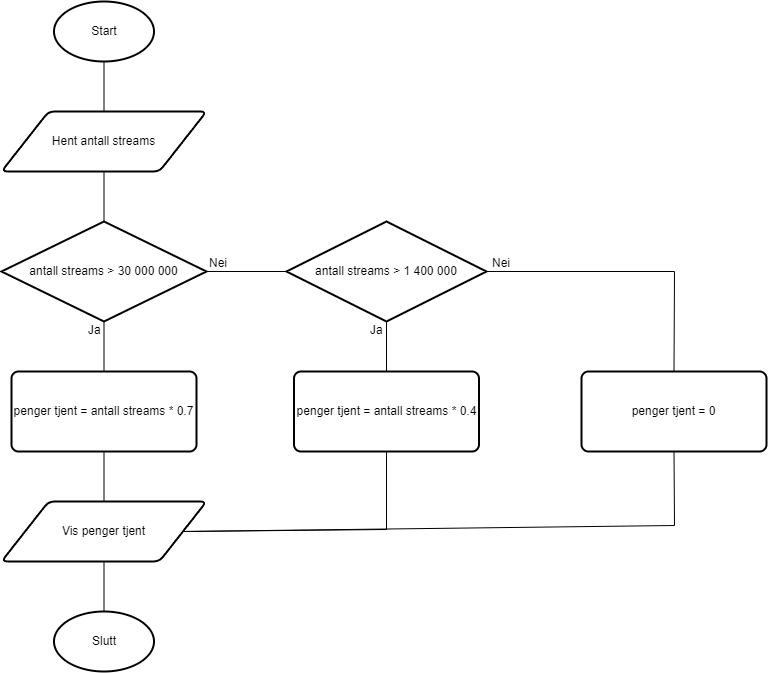 Start
Hent antall streams
antall streams > 30 000 000
Nei
antall streams > 1 400 000
Nei
Ja
Ja
penger tjent = antall streams * 0.7
penger tjent = antall streams * 0.4
penger tjent = 0
Vis penger tjent
Slutt